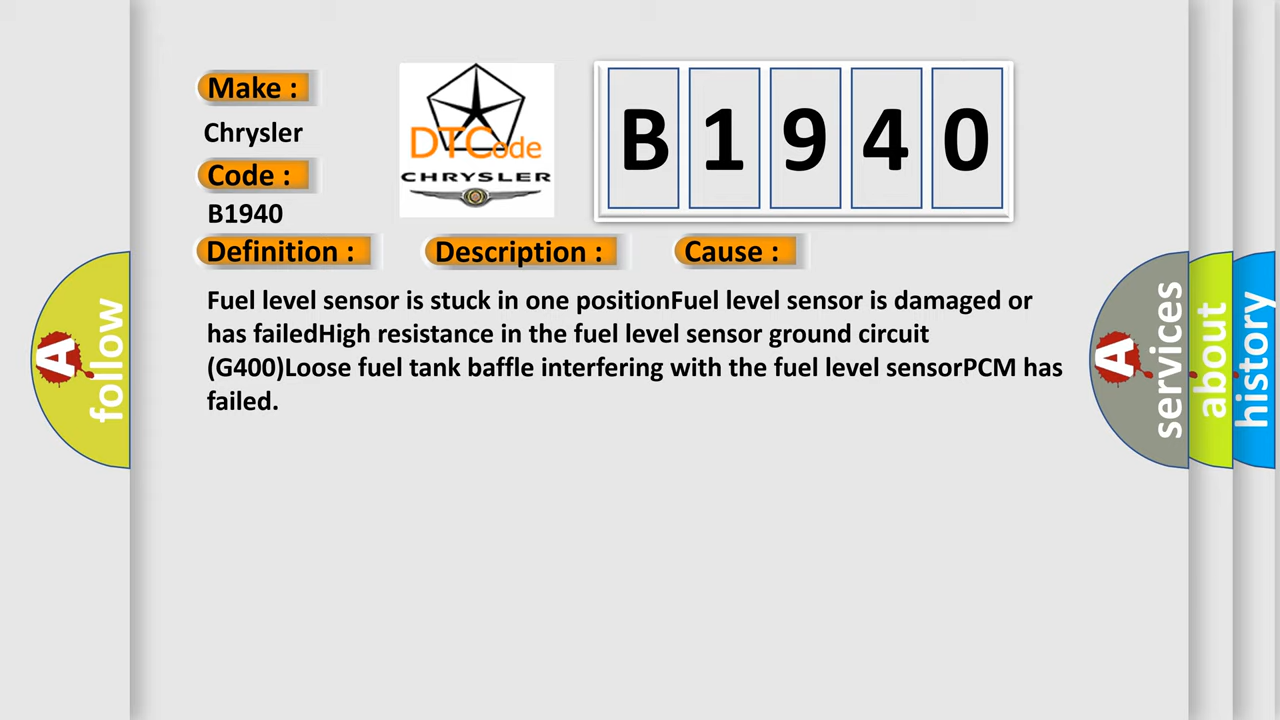 Make :
Chrysler
Code :
B1940
DTCode
CHRYSLER
B 1 9 4 0
Definition :
Description :
Cause :
Fuel level sensor is stuck in one positionFuel level sensor is damaged or
has failedHigh resistance in the fuel level sensor ground circuit
(G400)Loose fuel tank baffle interfering with the fuel level sensorPCM has
failed.
A
follow
A
services
about
history